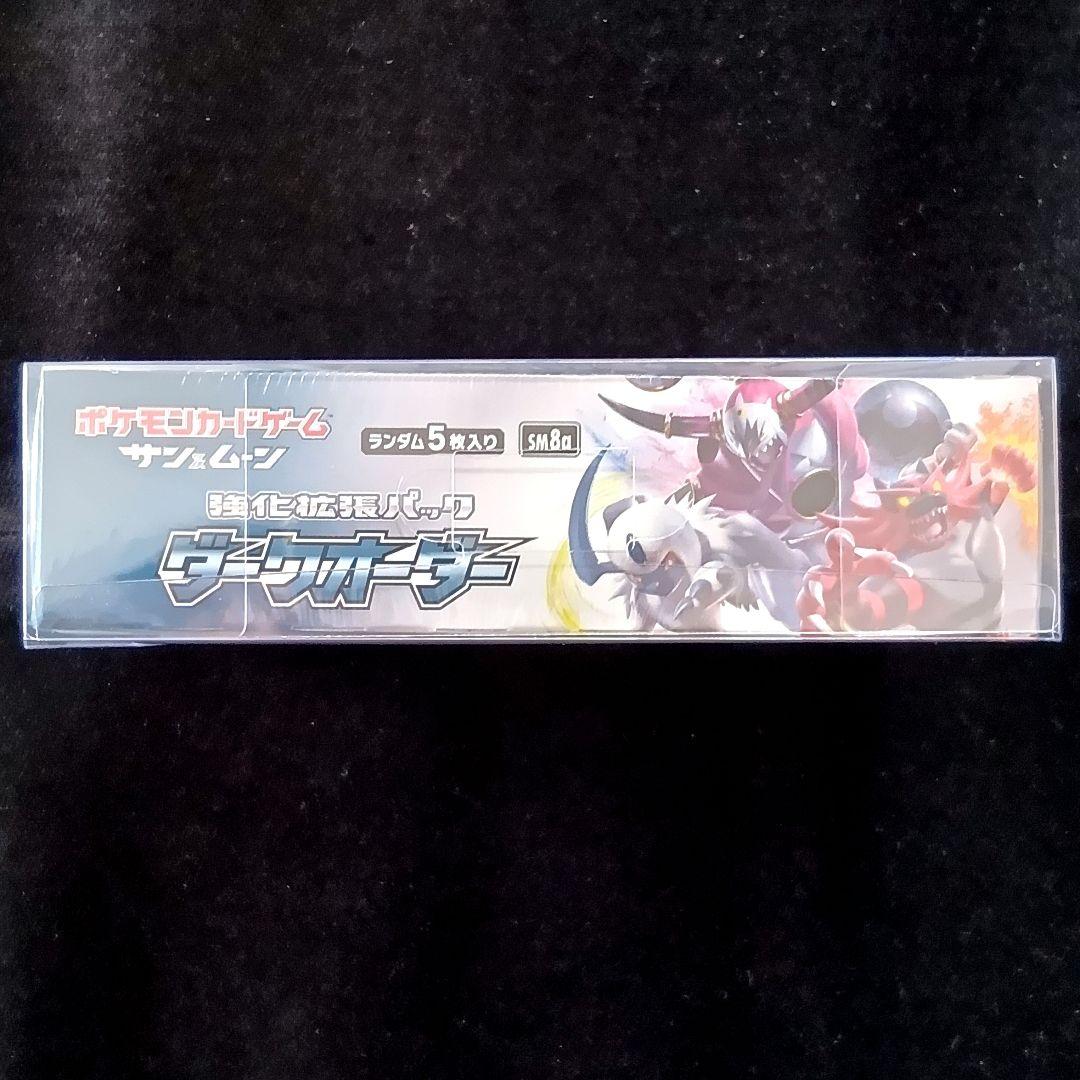 ポケモンカードゲーム™
サン&ムーン
ランダム5枚入り
SM8a
強化拡張パック
ダークオーダー